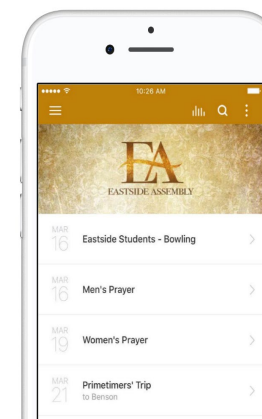 10:26 AM
EA
EASTSIDE ASSEMBLY
MAR
16
Eastside Students - Bowling
MAR
16
Men's Prayer
MAR
19
Women's Prayer
MAR
21
Primetimers' Trip
to Benson